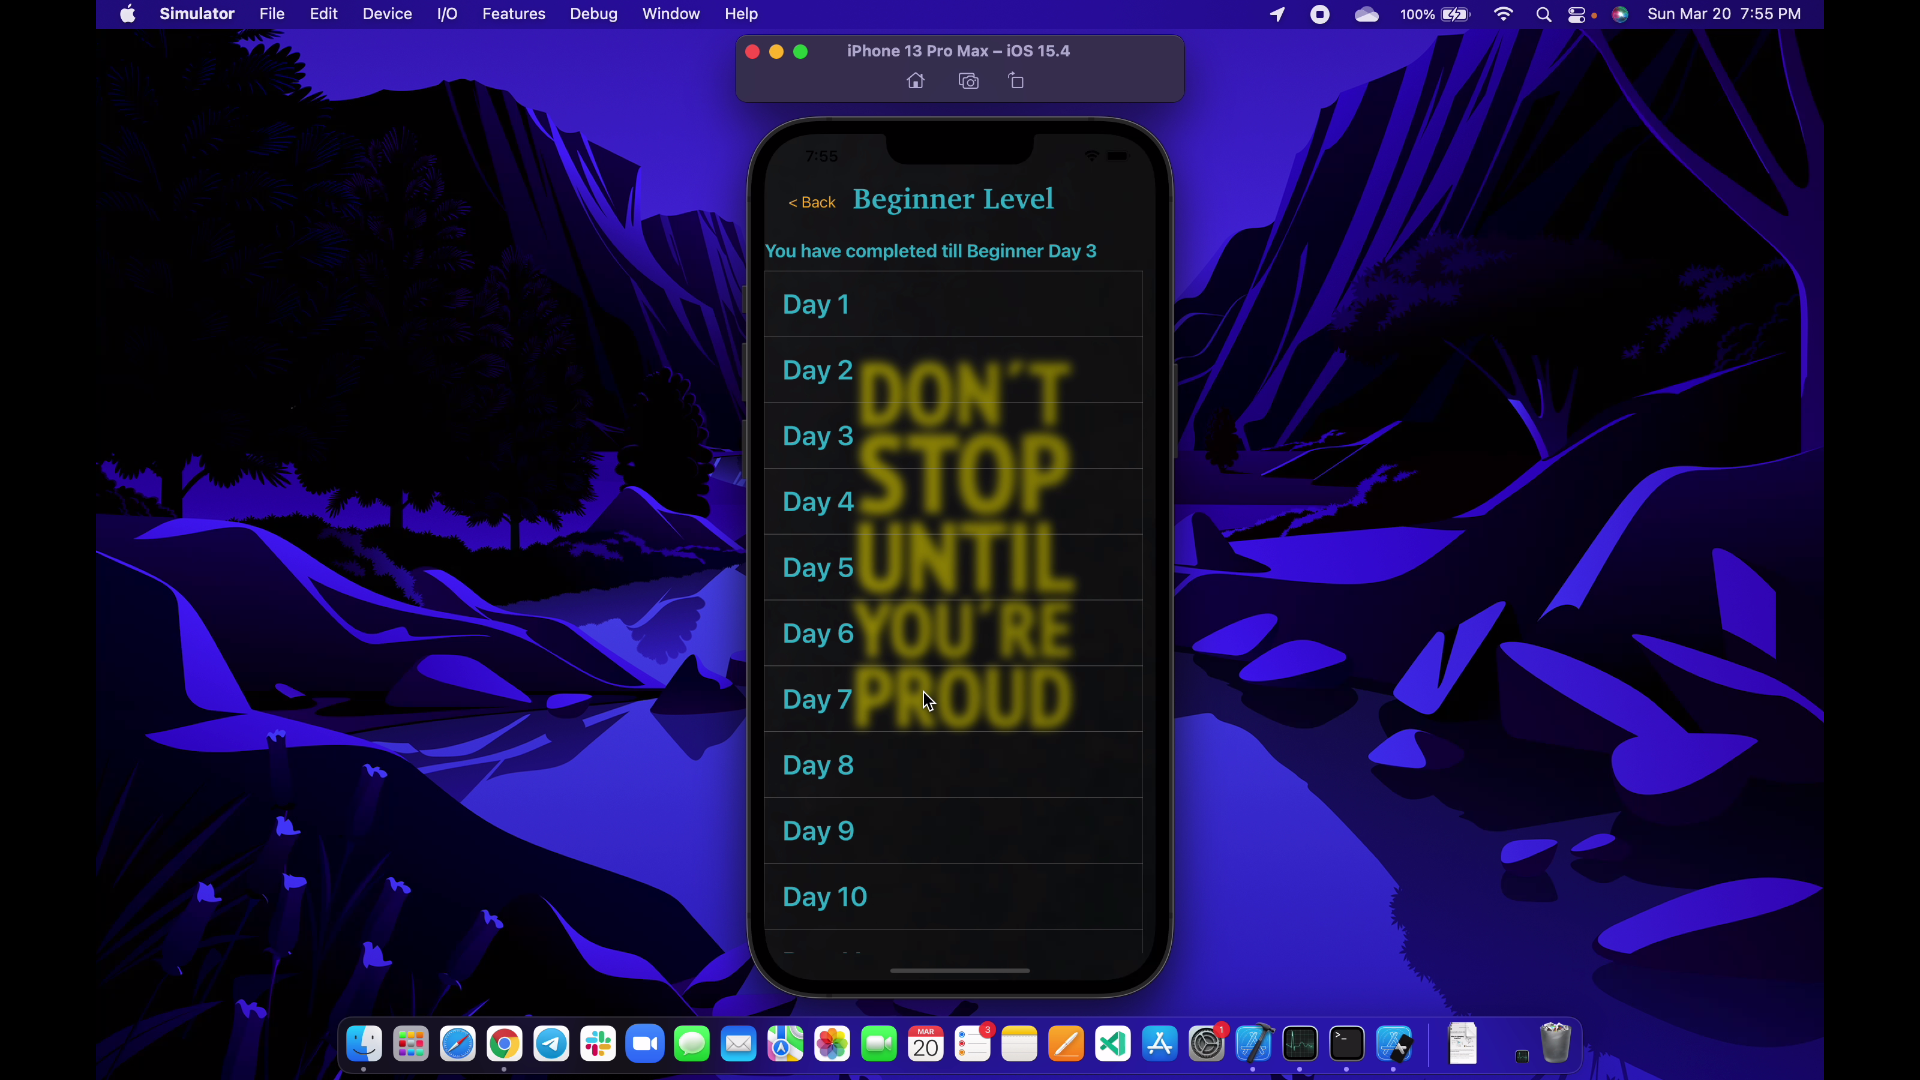 Simulator File Edit Device I/O Features Debug Window Help 100% Sun Mar 20 7:55 PM
iPhone 13 Pro Max – iOS 15.4
7:55
< Back Beginner Level
You have completed till Beginner Day 3
Day 1
Day 2
Day 3
Day 4
Day 5
Day 6
Day 7
Day 8
Day 9
Day 10
DON'T
STOP
UNTIL
YOU'RE
PROUD
MAR
20
3
1